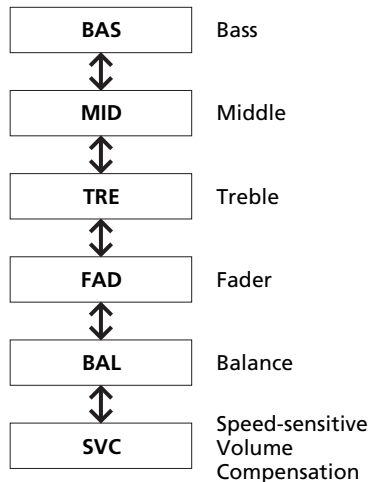 BAS Bass
MID Middle
TRE Treble
FAD Fader
BAL Balance
SVC Speed-sensitive
Volume
Compensation